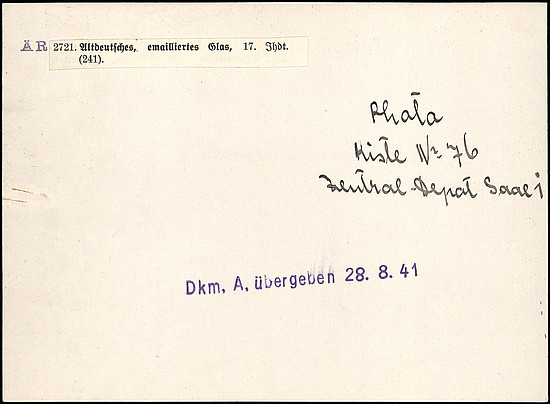 ÄR 2721. Altdeutsches, emailliertes Glas, 17. Jhdt.
(241).
Rhata
Kiste Nr. 76
Zentral-Depot Saal i
Dkm, A, übergeben 28. 8. 41